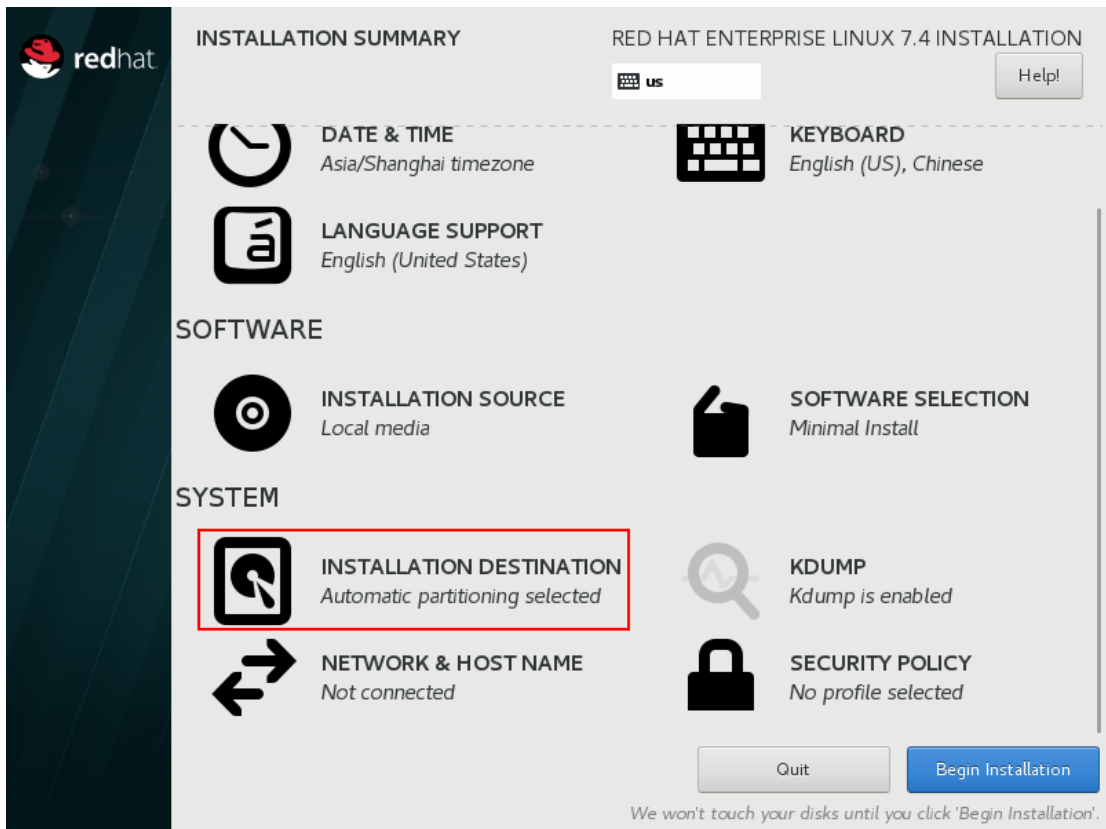 redhat.
INSTALLATION SUMMARY
RED HAT ENTERPRISE LINUX 7.4 INSTALLATION
us
Help!
DATE & TIME
Asia/Shanghai timezone
KEYBOARD
English (US), Chinese
á
LANGUAGE SUPPORT
English (United States)
SOFTWARE
INSTALLATION SOURCE
Local media
SOFTWARE SELECTION
Minimal Install
SYSTEM
INSTALLATION DESTINATION
Automatic partitioning selected
KDUMP
Kdump is enabled
NETWORK & HOST NAME
Not connected
SECURITY POLICY
No profile selected
Quit
Begin Installation
We won't touch your disks until you click 'Begin Installation'.